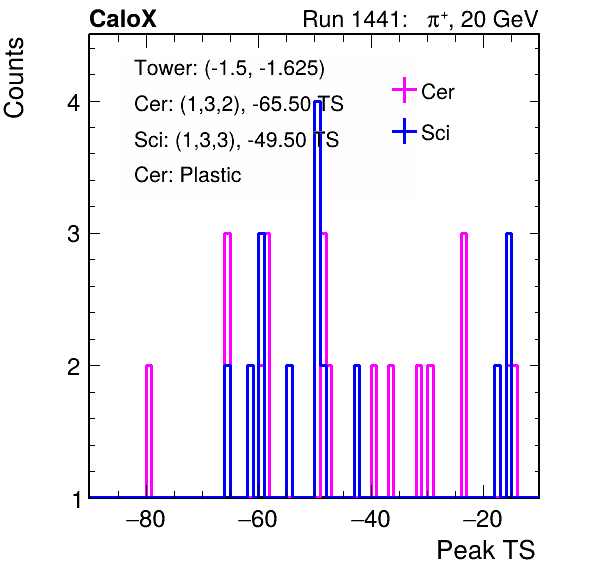 CaloX Run 1441: π⁺, 20 GeV
Counts
Tower: (-1.5, -1.625)
Cer: (1,3,2), -65.50 TS
Sci: (1,3,3), -49.50 TS
Cer: Plastic
Cer
Sci
4
3
2
1
−80 −60 −40 −20
Peak TS